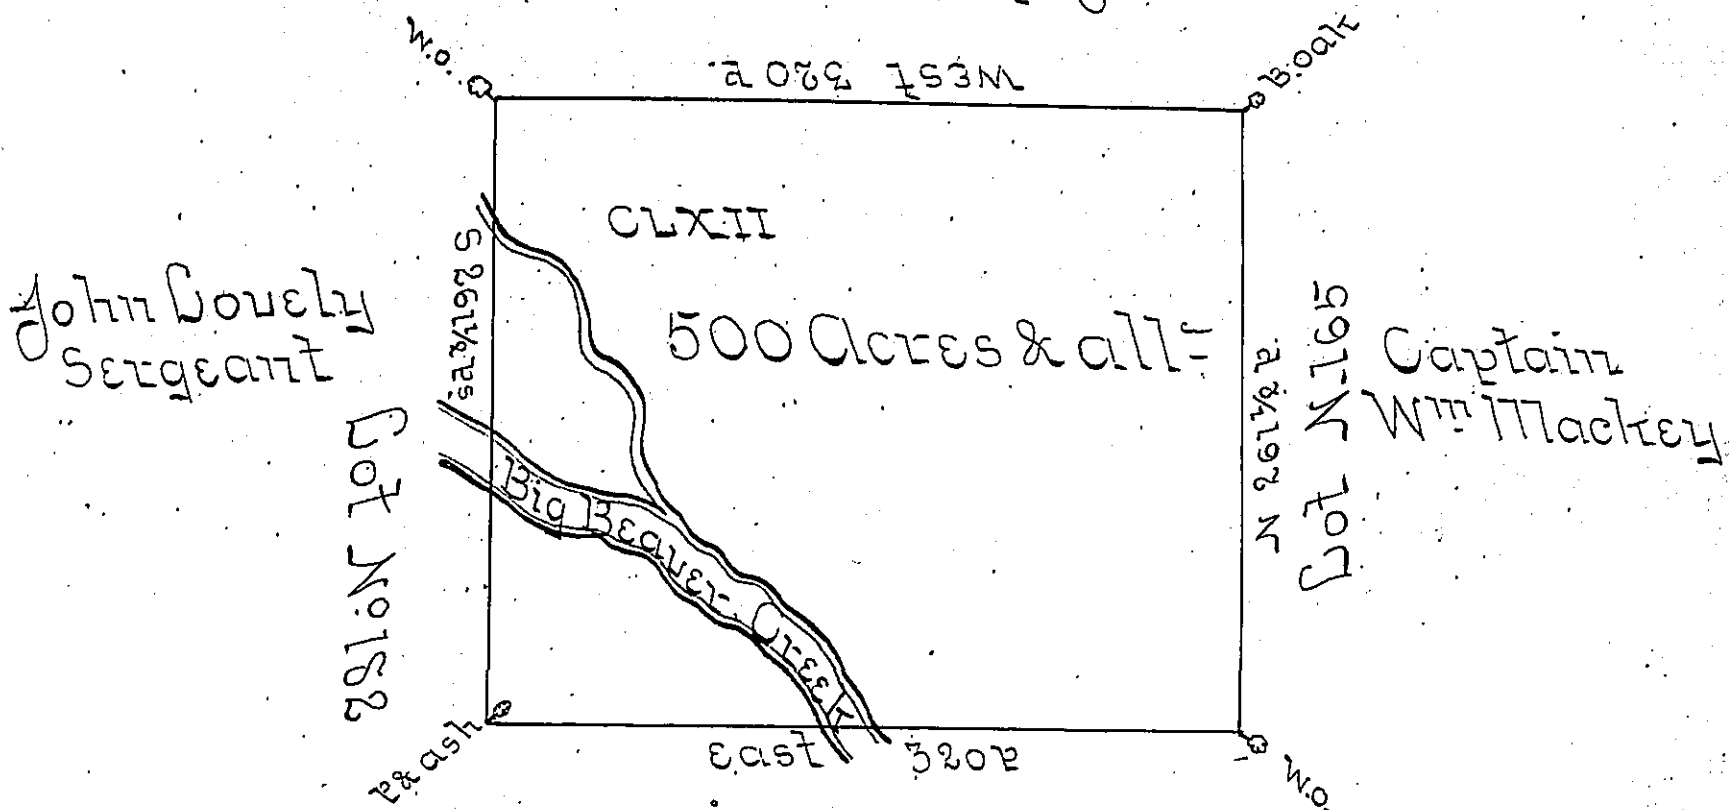 W.O.
West 320 P.
B.oak
CLXII
John Lovely
Sergeant
S 261½ Ps
500 Acres & all
N 261½ P
Lot N 165
Captain
Wm Mackey
Lot No 182
Big Beaver Creek
ash
East 320 P
W.O.